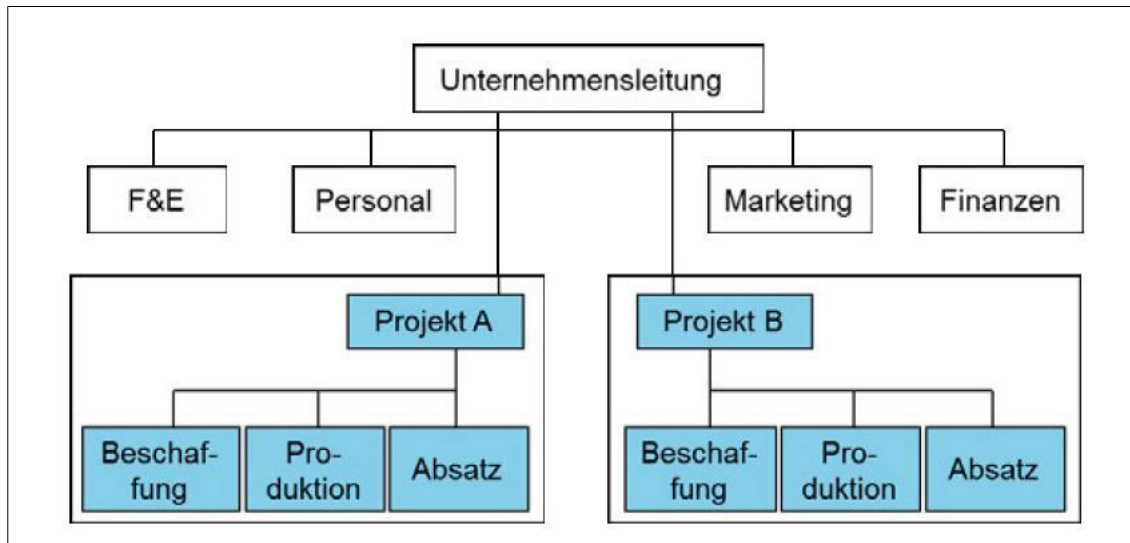 Unternehmensleitung
F&E
Personal
Marketing
Finanzen
Projekt A
Beschaf-
fung
Pro-
duktion
Absatz
Projekt B
Beschaf-
fung
Pro-
duktion
Absatz